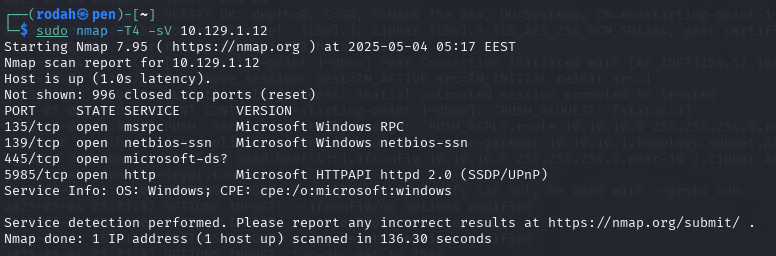 (rodah㉿pen)-[~]
$ sudo nmap -T4 -sV 10.129.1.12
Starting Nmap 7.95 ( https://nmap.org ) at 2025-05-04 05:17 EEST
Nmap scan report for 10.129.1.12
Host is up (1.0s latency).
Not shown: 996 closed tcp ports (reset)
PORT     STATE SERVICE       VERSION
135/tcp  open  msrpc         Microsoft Windows RPC
139/tcp  open  netbios-ssn   Microsoft Windows netbios-ssn
445/tcp  open  microsoft-ds?
5985/tcp open  http          Microsoft HTTPAPI httpd 2.0 (SSDP/UPnP)
Service Info: OS: Windows; CPE: cpe:/o:microsoft:windows

Service detection performed. Please report any incorrect results at https://nmap.org/submit/ .
Nmap done: 1 IP address (1 host up) scanned in 136.30 seconds